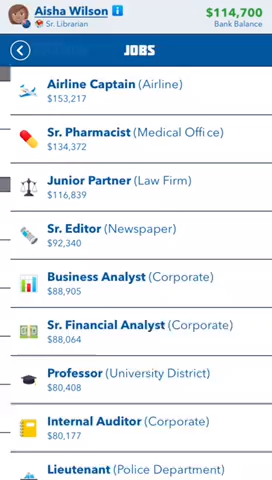 Aisha Wilson i
$114,700
Sr. Librarian
Bank Balance
JOBS
Airline Captain (Airline)
$153,217
Sr. Pharmacist (Medical Office)
$134,372
Junior Partner (Law Firm)
$116,839
Sr. Editor (Newspaper)
$92,340
Business Analyst (Corporate)
$88,905
Sr. Financial Analyst (Corporate)
$88,064
Professor (University District)
$80,408
Internal Auditor (Corporate)
$80,177
Lieutenant (Police Department)